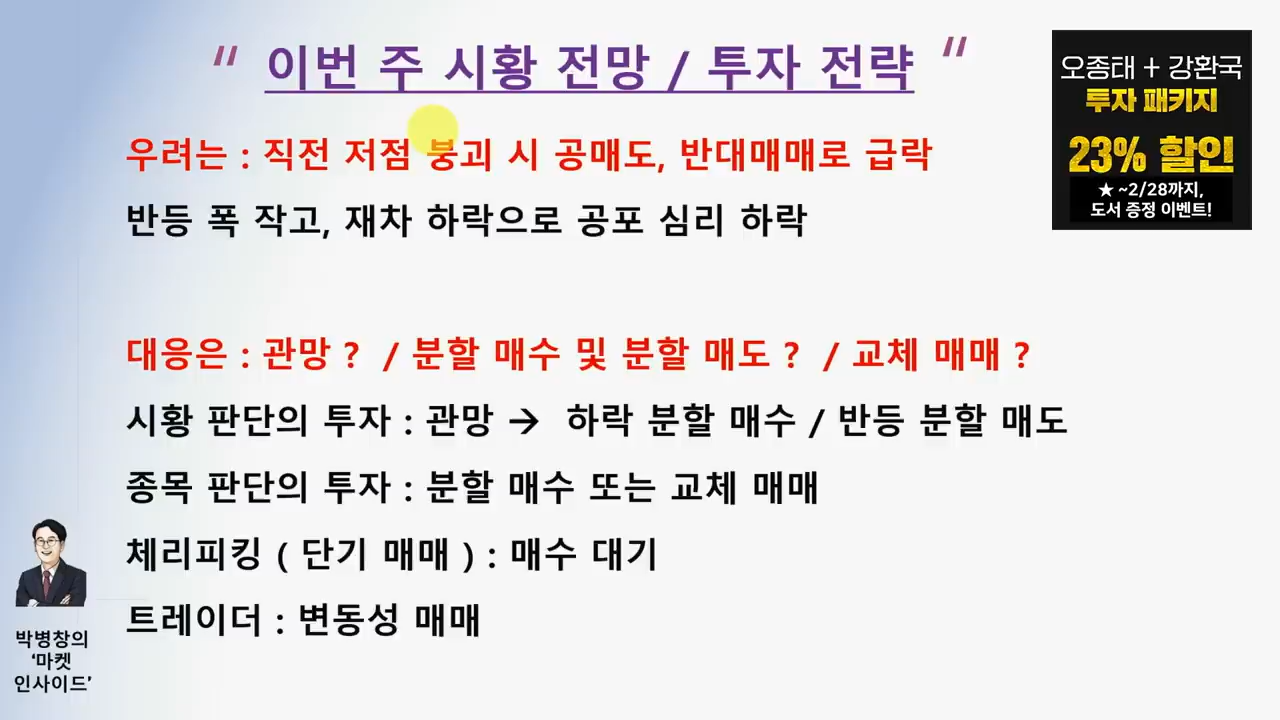 “ 이번 주 시황 전망 / 투자 전략 “
우려는 : 직전 저점 붕괴 시 공매도, 반대매매로 급락
반등 폭 작고, 재차 하락으로 공포 심리 하락
대응은 : 관망 ? / 분할 매수 및 분할 매도 ? / 교체 매매 ?
시황 판단의 투자 : 관망 → 하락 분할 매수 / 반등 분할 매도
종목 판단의 투자 : 분할 매수 또는 교체 매매
체리피킹 ( 단기 매매 ) : 매수 대기
트레이더 : 변동성 매매
오종태 + 강환국
투자 패키지
23% 할인
★ ~2/28까지,
도서 증정 이벤트!
박병창의
‘마켓
인사이드’